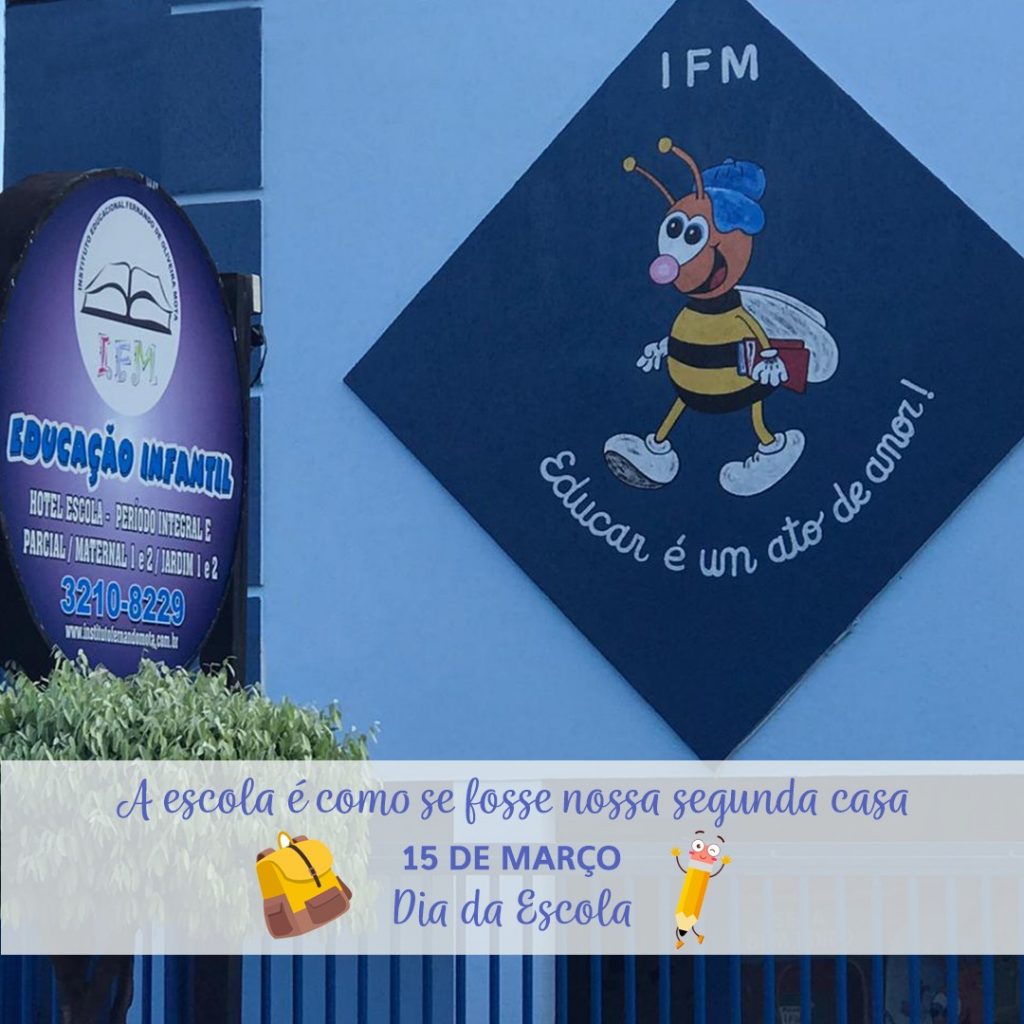 IFM
Educar é um ato de amor!
INSTITUTO EDUCACIONAL FERNANDO DE OLIVEIRA MOTA
IFM
EDUCAÇÃO INFANTIL
HOTEL ESCOLA - PERÍODO INTEGRAL E
PARCIAL / MATERNAL 1 e 2 / JARDIM 1 e 2
3210-8229
www.institutofernandomota.com.br
A escola é como se fosse nossa segunda casa
15 DE MARÇO
Dia da Escola